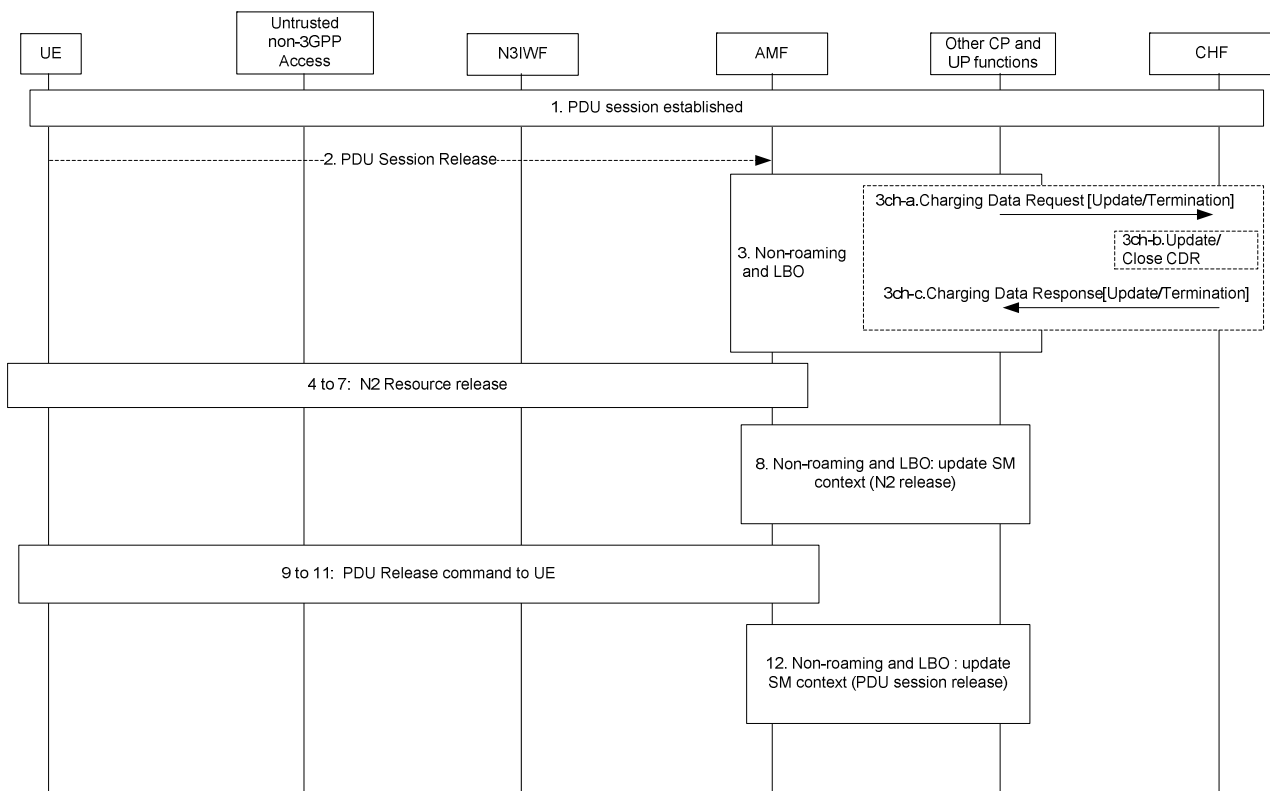 UE
Untrusted
non-3GPP
Access
N3IWF
AMF
Other CP and
UP functions
CHF
1. PDU session established
2. PDU Session Release
3ch-a.Charging Data Request [Update/Termination]
3. Non-roaming
and LBO
3ch-b.Update/
Close CDR
3ch-c.Charging Data Response[Update/Termination]
4 to 7: N2 Resource release
8. Non-roaming and LBO: update SM
context (N2 release)
9 to 11: PDU Release command to UE
12. Non-roaming and LBO : update
SM context (PDU session release)